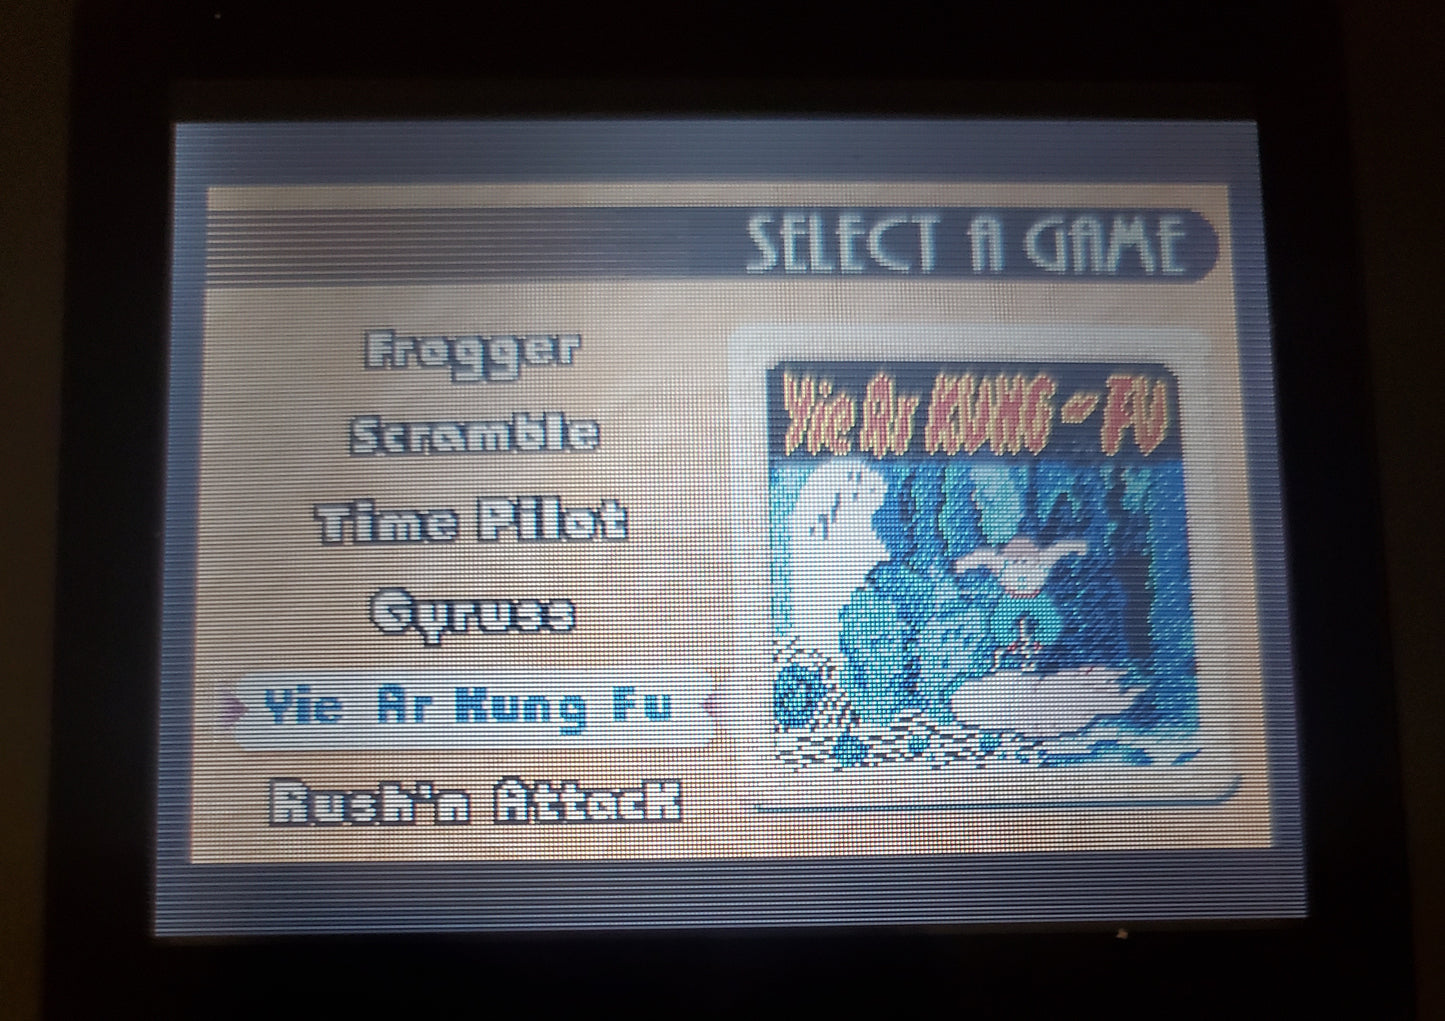 SELECT A GAME
Frogger
Scramble
Time Pilot
Gyruss
Yie Ar Kung Fu
Rush'n Attack
Yie Ar KUNG-FU